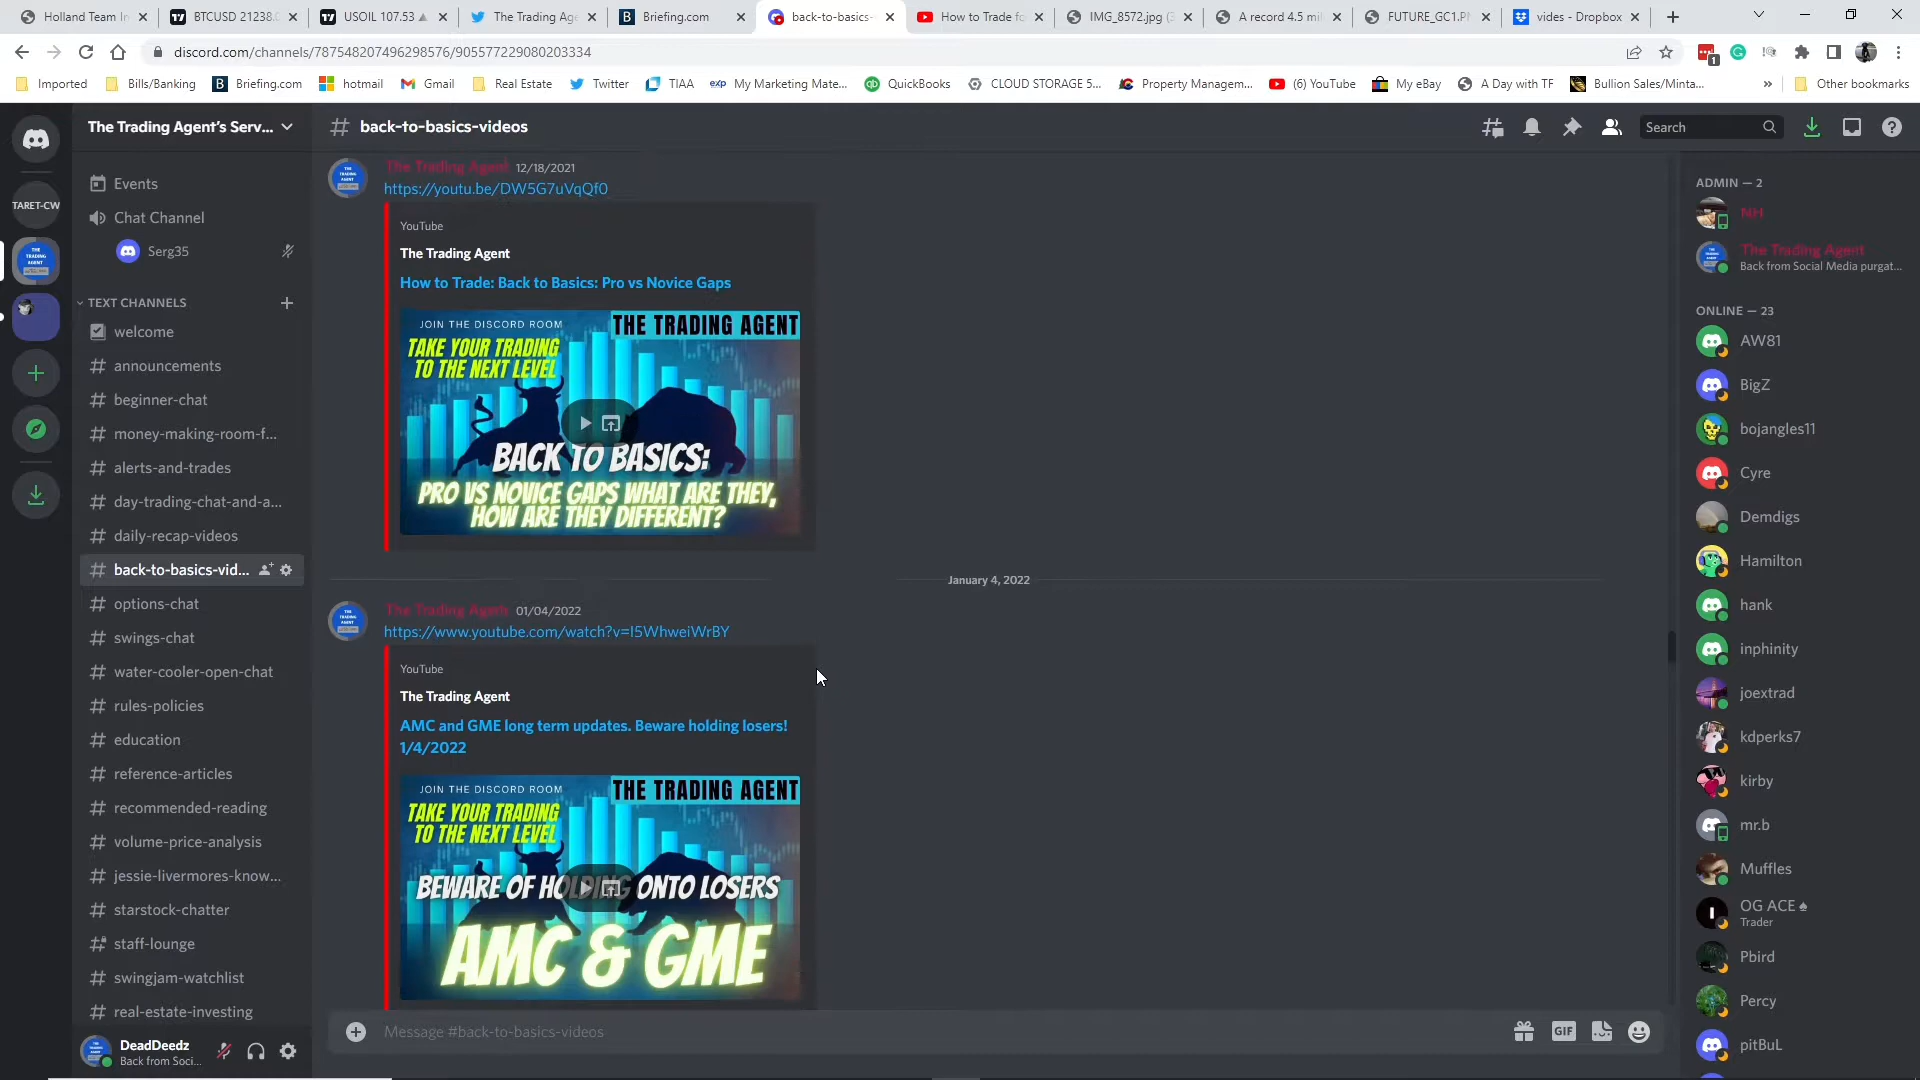 Holland Team In
BTCUSD 21238.
USOIL 107.53
The Trading Age
Briefing.com
back-to-basics-
How to Trade fo
IMG_8572.jpg (3
A record 4.5 mi
FUTURE_GC1.P
vides - Dropbox
discord.com/channels/787548207496298576/905577229080203334
Imported
Bills/Banking
Briefing.com
hotmail
Gmail
Real Estate
Twitter
TIAA
My Marketing Mate...
QuickBooks
CLOUD STORAGE 5...
Property Managem...
(6) YouTube
My eBay
A Day with TF
Bullion Sales/Minta...
Other bookmarks
The Trading Agent's Serv...
back-to-basics-videos
Search
TARET-CW
Events
Chat Channel
Serg35
TEXT CHANNELS
welcome
announcements
beginner-chat
money-making-room-f...
alerts-and-trades
day-trading-chat-and-a...
daily-recap-videos
back-to-basics-vid...
options-chat
swings-chat
water-cooler-open-chat
rules-policies
education
reference-articles
recommended-reading
volume-price-analysis
jessie-livermores-know...
starstock-chatter
staff-lounge
swingjam-watchlist
real-estate-investing
DeadDeedz
Back from Soci...
The Trading Agent 12/18/2021
https://youtu.be/DW5G7uVqQf0
YouTube
The Trading Agent
How to Trade: Back to Basics: Pro vs Novice Gaps
JOIN THE DISCORD ROOM
THE TRADING AGENT
TAKE YOUR TRADING
TO THE NEXT LEVEL
BACK TO BASICS:
PRO VS NOVICE GAPS WHAT ARE THEY,
HOW ARE THEY DIFFERENT?
January 4, 2022
The Trading Agent 01/04/2022
https://www.youtube.com/watch?v=I5WhweiWrBY
YouTube
The Trading Agent
AMC and GME long term updates. Beware holding losers!
1/4/2022
JOIN THE DISCORD ROOM
THE TRADING AGENT
TAKE YOUR TRADING
TO THE NEXT LEVEL
BEWARE OF HOLDING ONTO LOSERS
AMC & GME
Message #back-to-basics-videos
GIF
ADMIN — 2
NH
The Trading Agent
Back from Social Media purgat...
ONLINE — 23
AW81
BigZ
bojangles11
Cyre
Demdigs
Hamilton
hank
inphinity
joextrad
kdperks7
kirby
mr.b
Muffles
OG ACE ♠
Trader
Pbird
Percy
pitBuL